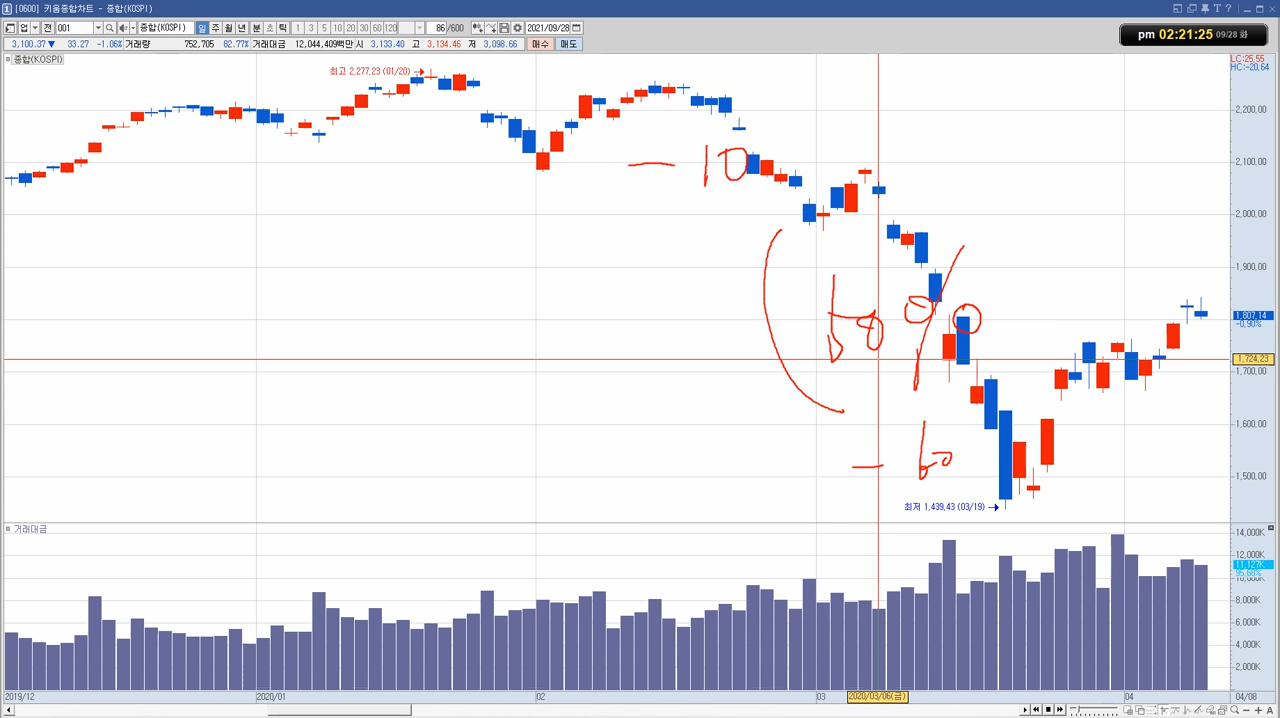 [0600] 키움종합차트 - 종합(KOSPI)
업 전 001 종합(KOSPI) 일 주 월 년 분 초 틱 1 3 5 10 20 30 60 120 86 /600 2021/09/28
3,100.37 ▼ 33.27 -1.06% 거래량 752,705 82.77% 거래대금 12,044,409백만 시 3,133.40 고 3,134.46 저 3,098.66 매수 매도
pm 02:21:25 09/28 화
종합(KOSPI)
LC:25,55
HC:-20,64
최고 2,277,23 (01/20) →
2,200,00
2,100,00
2,000,00
1,900,00
1,807,14
-0,90%
1,724,23
1,700,00
1,600,00
1,500,00
- 10
- 60
최저 1,439,43 (03/19) →
거래대금
14,000K
12,000K
11,127K
95,68%
10,000K
8,000K
6,000K
4,000K
2,000K
2019/12 2020/01 02 03 2020/03/06(금) 04 04/08